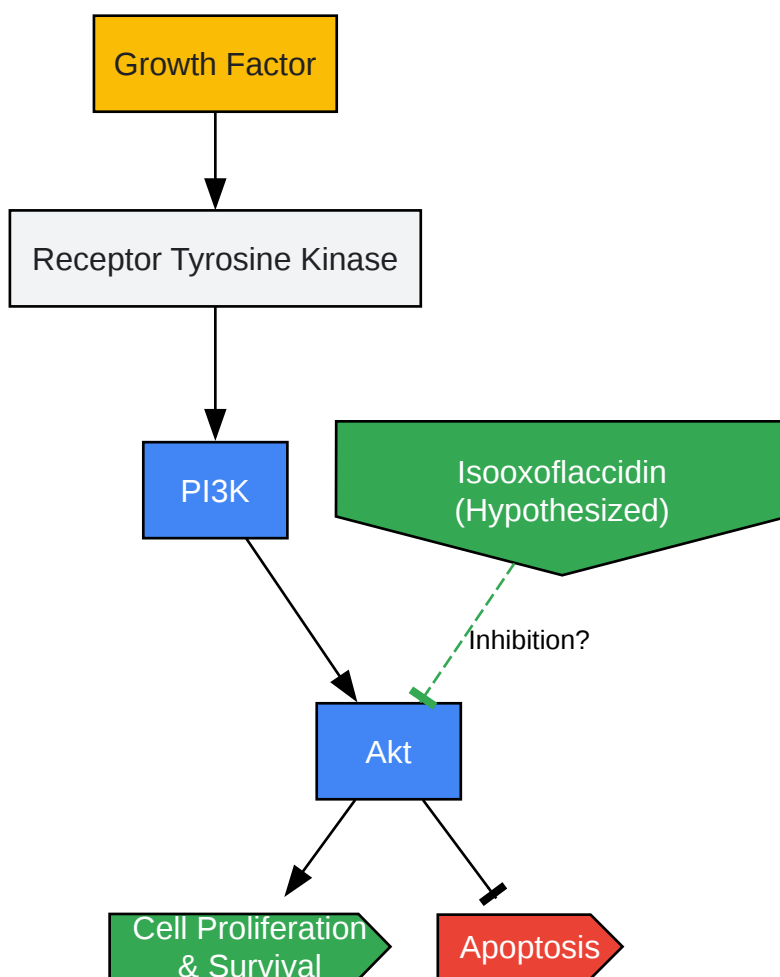 Growth Factor
Receptor Tyrosine Kinase
PI3K
Isooxoflaccidin
(Hypothesized)
Inhibition?
Akt
Cell Proliferation
& Survival
Apoptosis